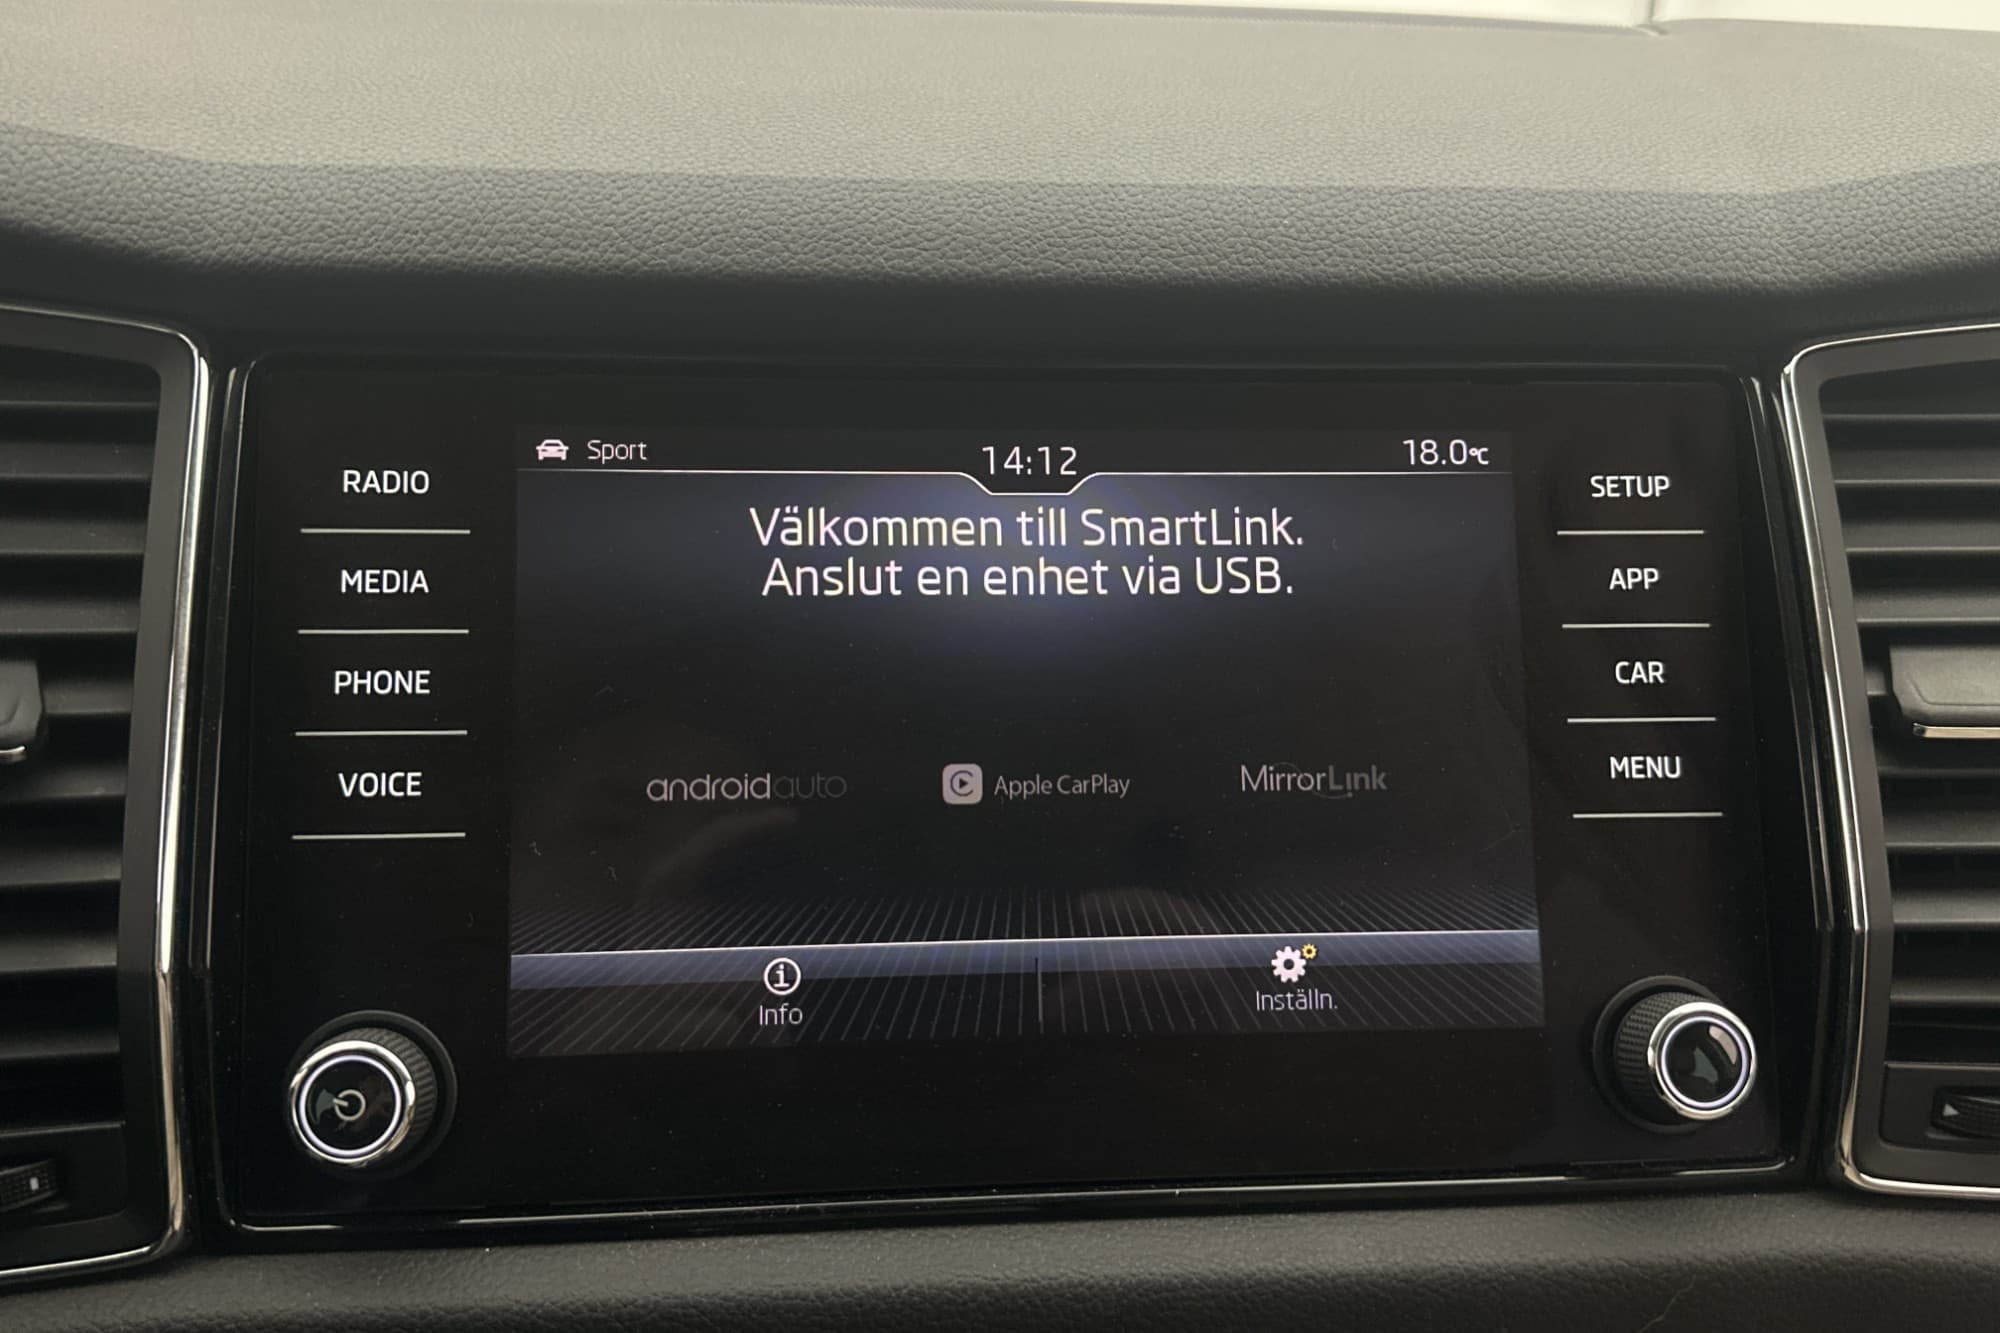 Sport
14:12
18.0°C
RADIO
MEDIA
PHONE
VOICE
Välkommen till SmartLink.
Anslut en enhet via USB.
androidauto
Apple CarPlay
MirrorLink
Info
Inställn.
SETUP
APP
CAR
MENU